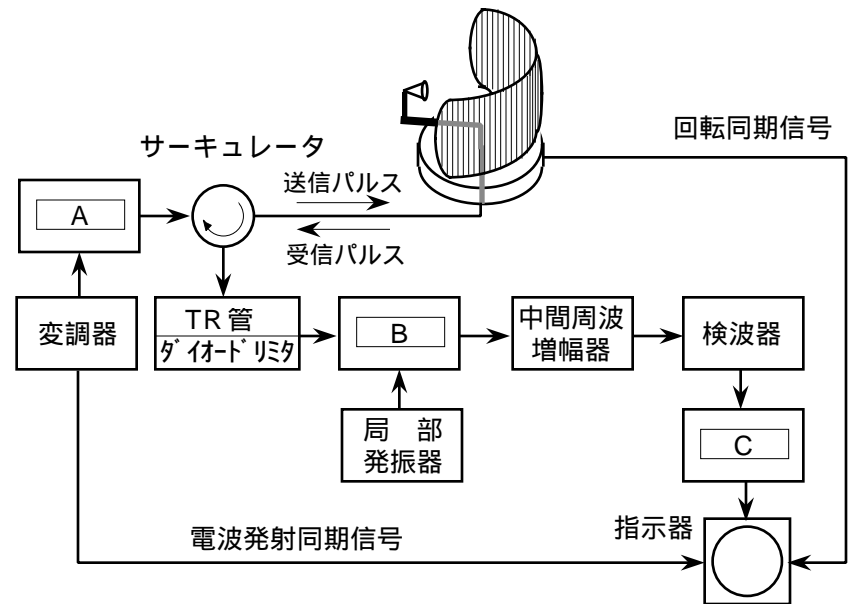 回転同期信号
サーキュレータ
送信パルス
A
受信パルス
変調器
TR管
ダイオードリミタ
B
中間周波
増幅器
検波器
局 部
発振器
C
電波発射同期信号
指示器